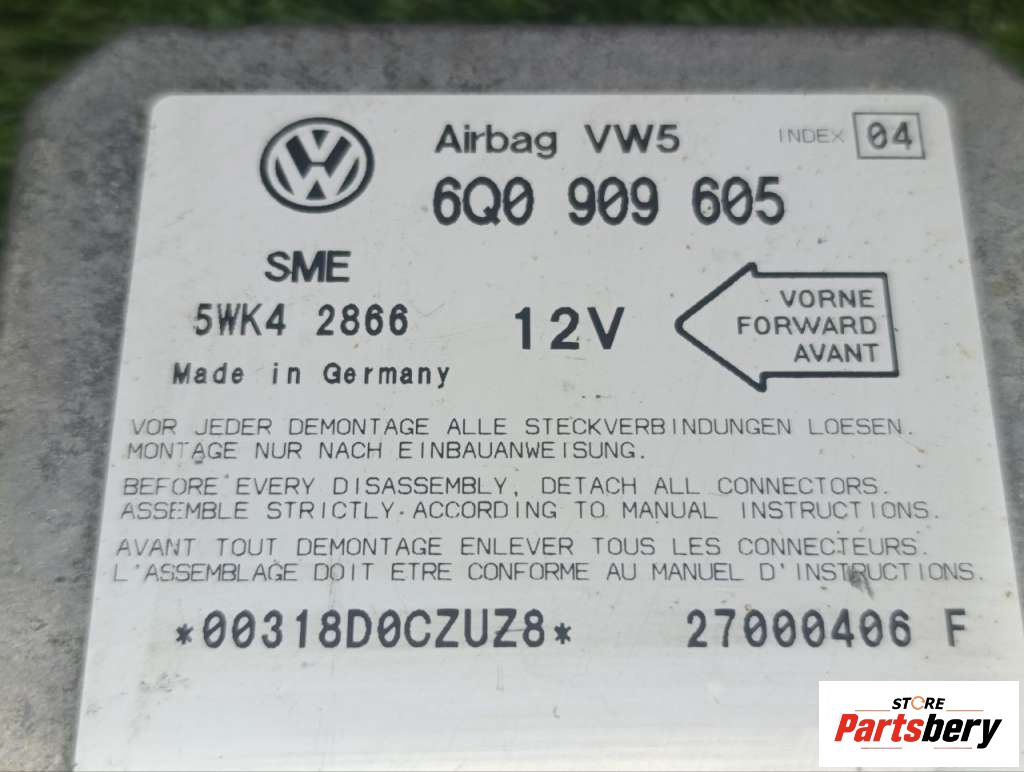 Airbag VW5 INDEX 04
6Q0 909 605
SME
5WK4 2866 12V
VORNE
FORWARD
AVANT
Made in Germany
VOR JEDER DEMONTAGE ALLE STECKVERBINDUNGEN LOESEN.
MONTAGE NUR NACH EINBAUANWEISUNG.
BEFORE EVERY DISASSEMBLY, DETACH ALL CONNECTORS.
ASSEMBLE STRICTLY ACCORDING TO MANUAL INSTRUCTIONS.
AVANT TOUT DEMONTAGE ENLEVER TOUS LES CONNECTEURS.
L'ASSEMBLAGE DOIT ETRE CONFORME AU MANUEL D'INSTRUCTIONS.
*00318D0CZUZ8* 27000406 F
STORE
Partsbery